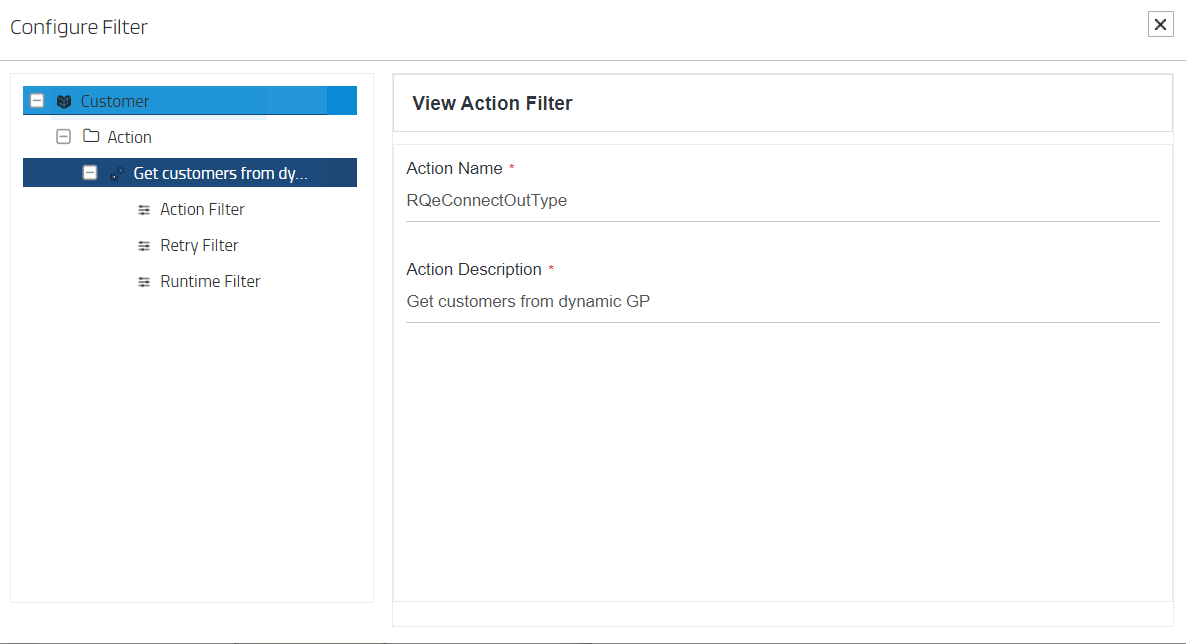 Configure Filter
Customer
Action
Get customers from dy...
Action Filter
Retry Filter
Runtime Filter
View Action Filter
Action Name *
RQeConnectOutType
Action Description *
Get customers from dynamic GP